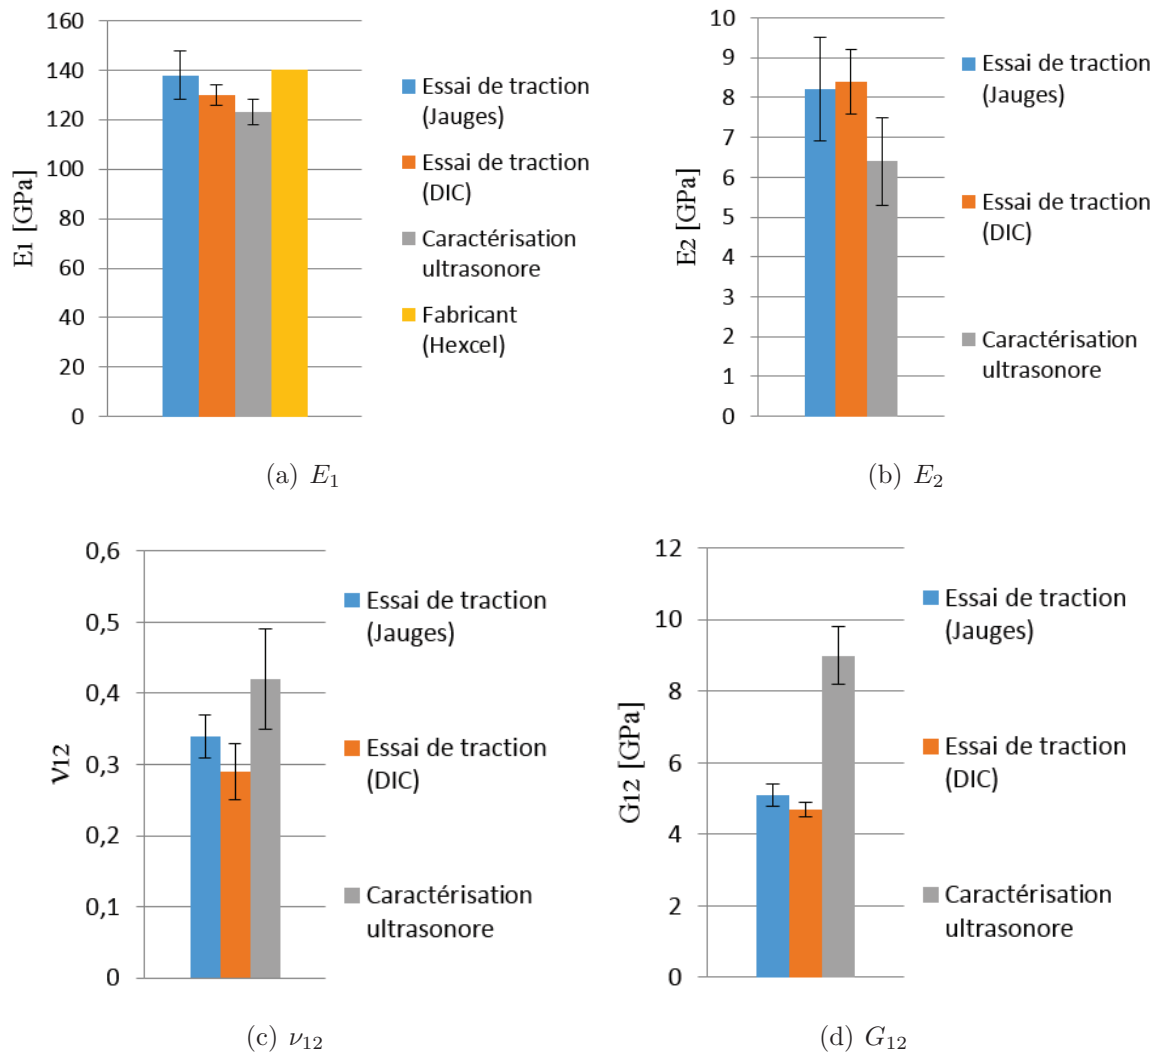 160
140
120
100
80
60
40
20
0
E1 [GPa]
Essai de traction
(Jauges)
Essai de traction
(DIC)
Caractérisation
ultrasonore
Fabricant
(Hexcel)
(a) E₁
10
9
8
7
6
5
4
3
2
1
0
E2 [GPa]
Essai de traction
(Jauges)
Essai de traction
(DIC)
Caractérisation
ultrasonore
(b) E₂
0,6
0,5
0,4
0,3
0,2
0,1
0
ν12
Essai de traction
(Jauges)
Essai de traction
(DIC)
Caractérisation
ultrasonore
(c) ν₁₂
12
10
8
6
4
2
0
G12 [GPa]
Essai de traction
(Jauges)
Essai de traction
(DIC)
Caractérisation
ultrasonore
(d) G₁₂